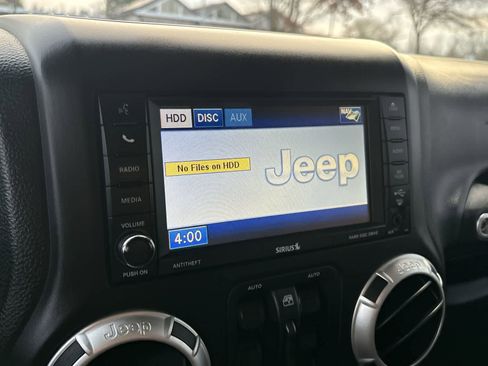 HDD DISC AUX NAV
No Files on HDD
Jeep
RADIO
MEDIA
VOLUME
4:00
PUSH ON
ANTITHEFT
SIRIUS
AUTO AUTO
Jeep
Jeep